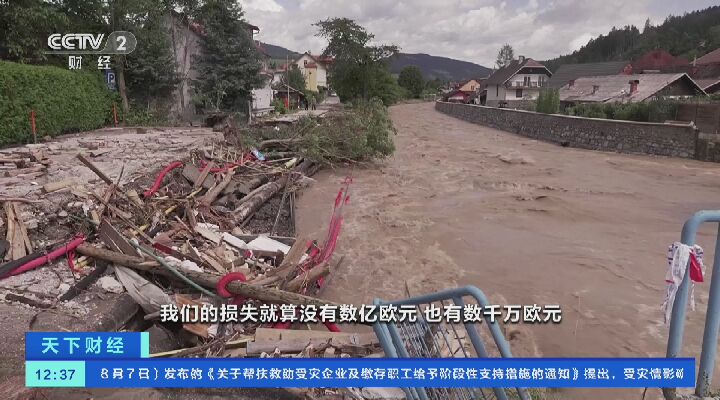 CCTV 2
财经
P
我们的损失就算没有数亿欧元 也有数千万欧元
天下财经
12:37 8月7日）发布的《关于帮扶救助受灾企业及缴存职工给予阶段性支持措施的通知》提出，受灾情影